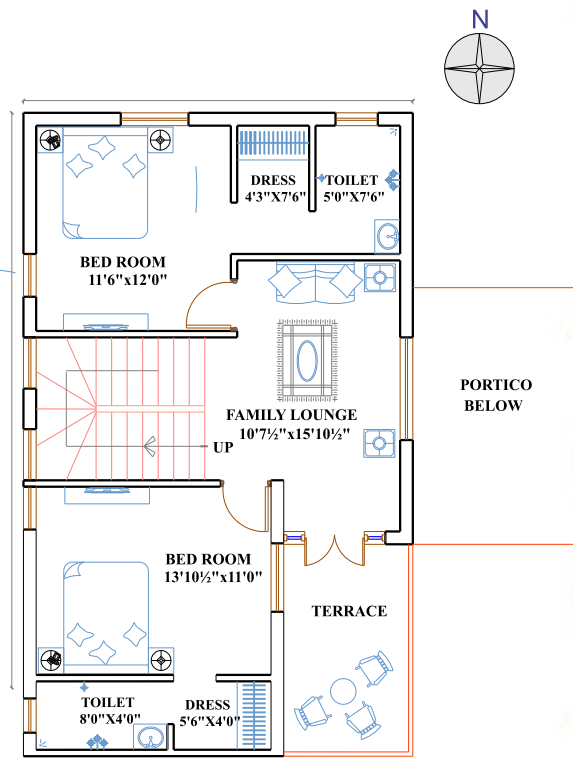 N
DRESS
4'3"X7'6"
TOILET
5'0"X7'6"
BED ROOM
11'6"x12'0"
PORTICO
BELOW
FAMILY LOUNGE
10'7½"x15'10½"
UP
BED ROOM
13'10½"x11'0"
TERRACE
TOILET
8'0"X4'0"
DRESS
5'6"X4'0"